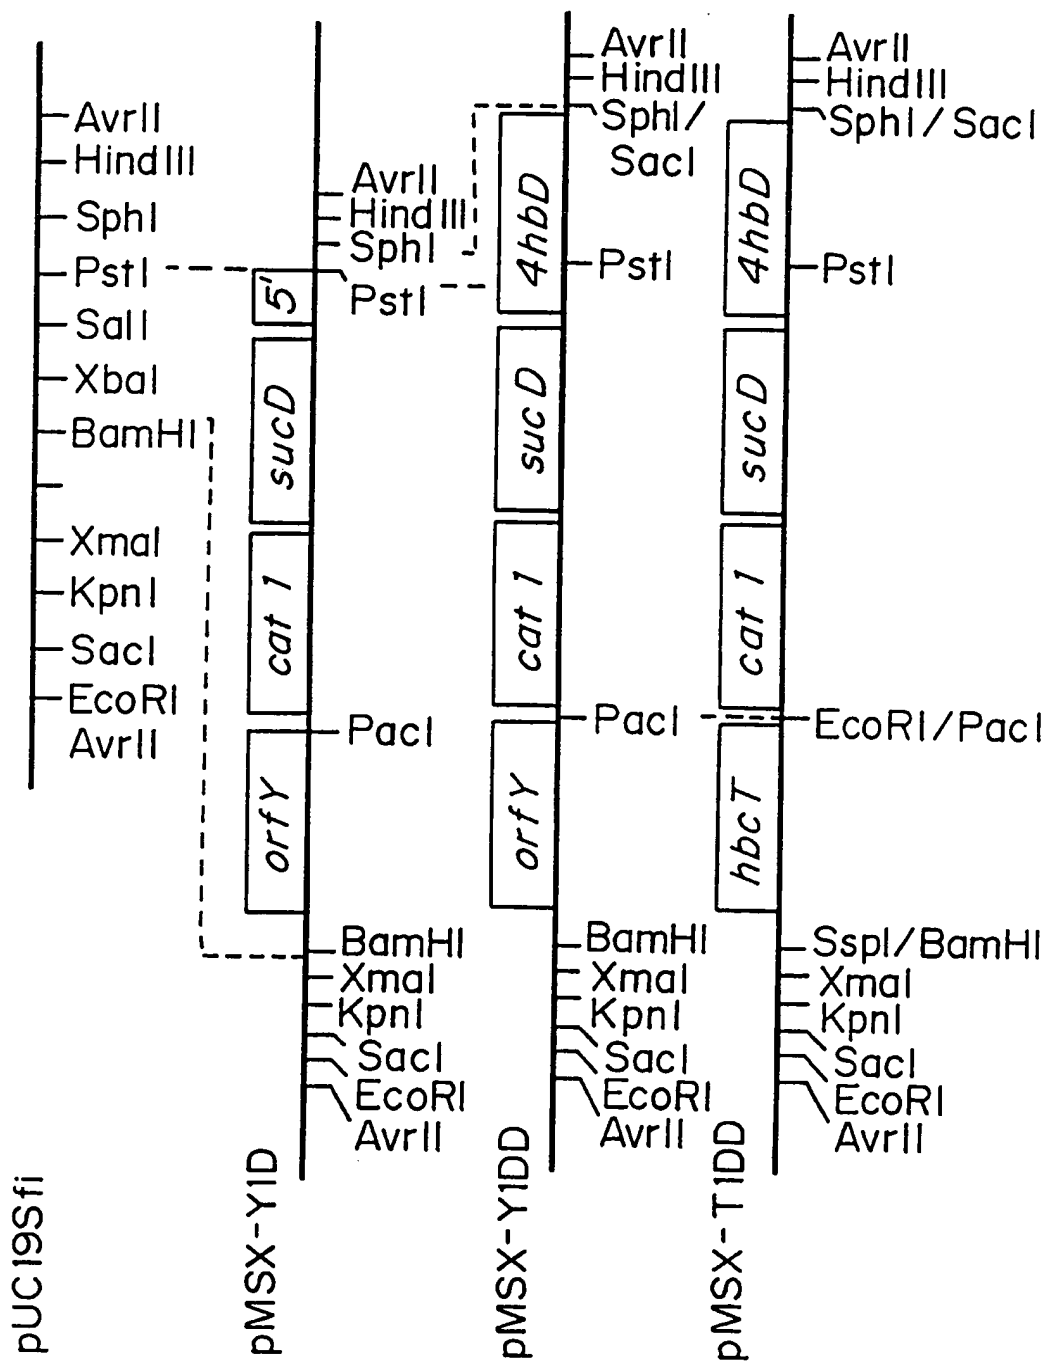 pUC19Sfi
AvrII
HindIII
SphI
PstI
SalI
XbaI
BamHI
XmaI
KpnI
SacI
EcoRI
AvrII
pMSX-Y1D
AvrII
HindIII
SphI
PstI
5'
sucD
cat 1
orfY
PacI
BamHI
XmaI
KpnI
SacI
EcoRI
AvrII
pMSX-Y1DD
AvrII
HindIII
SphI/
SacI
PstI
4hbD
sucD
cat 1
orfY
PacI
BamHI
XmaI
KpnI
SacI
EcoRI
AvrII
pMSX-T1DD
AvrII
HindIII
SphI/SacI
PstI
4hbD
sucD
cat 1
hbcT
EcoRI/PacI
SspI/BamHI
XmaI
KpnI
SacI
EcoRI
AvrII